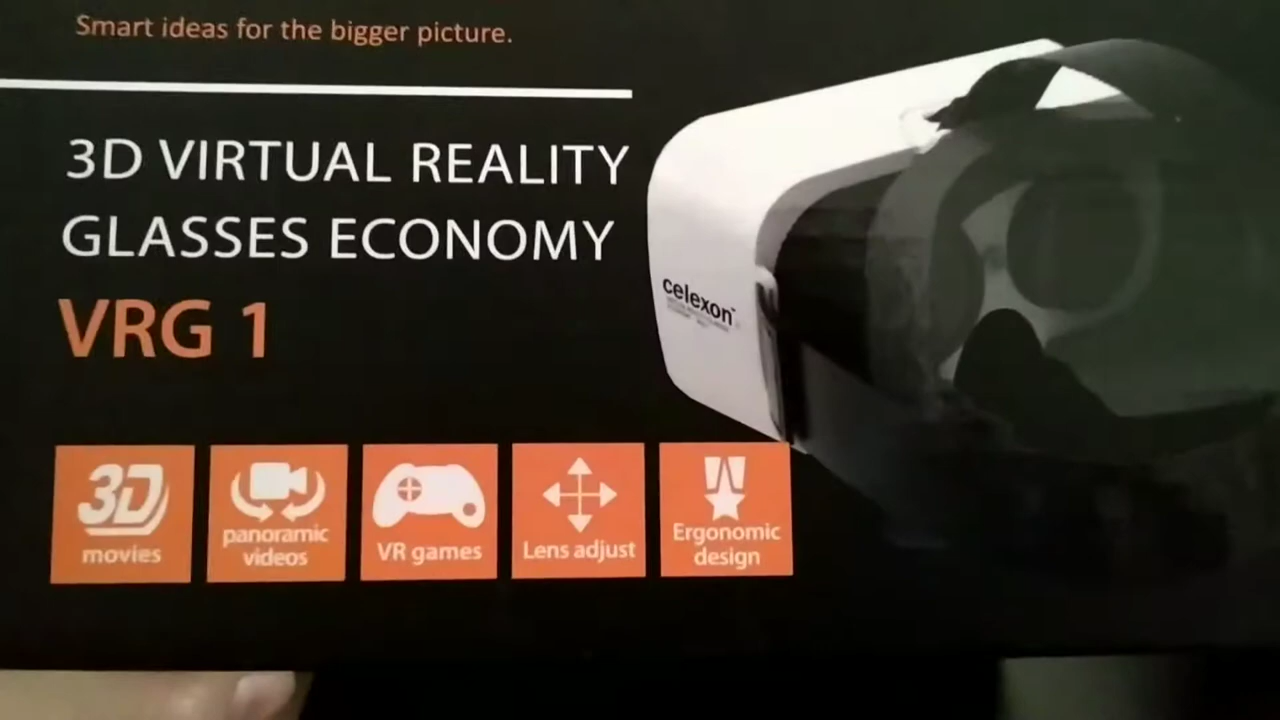 Smart ideas for the bigger picture.
3D VIRTUAL REALITY
GLASSES ECONOMY
VRG 1
celexon™
3D
movies
panoramic
videos
VR games
Lens adjust
Ergonomic
design